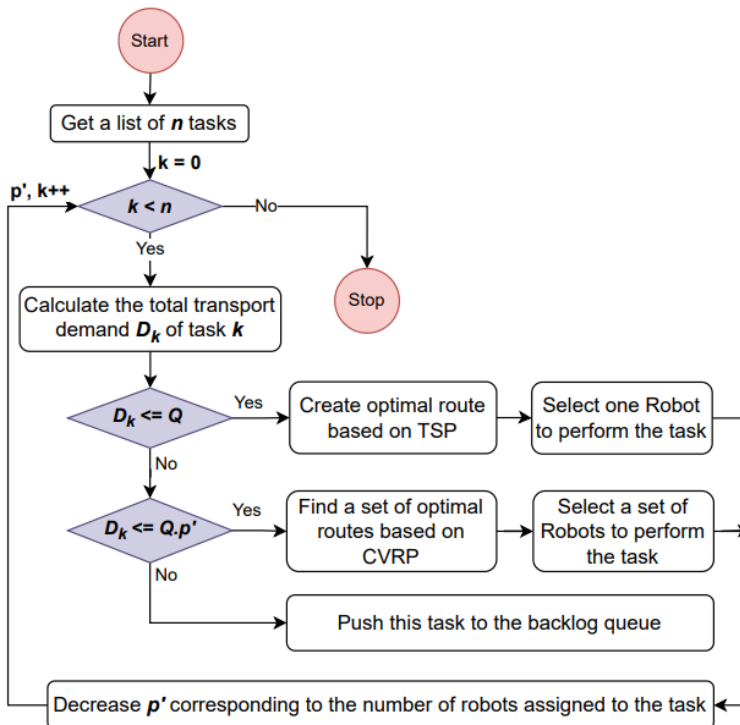 Start
Get a list of n tasks
k = 0
p', k++
k < n
No
Yes
Stop
Calculate the total transport
demand Dk of task k
Dk <= Q
Yes
Create optimal route
based on TSP
Select one Robot
to perform the task
No
Dk <= Q.p'
Yes
Find a set of optimal
routes based on
CVRP
Select a set of
Robots to perform
the task
No
Push this task to the backlog queue
Decrease p' corresponding to the number of robots assigned to the task